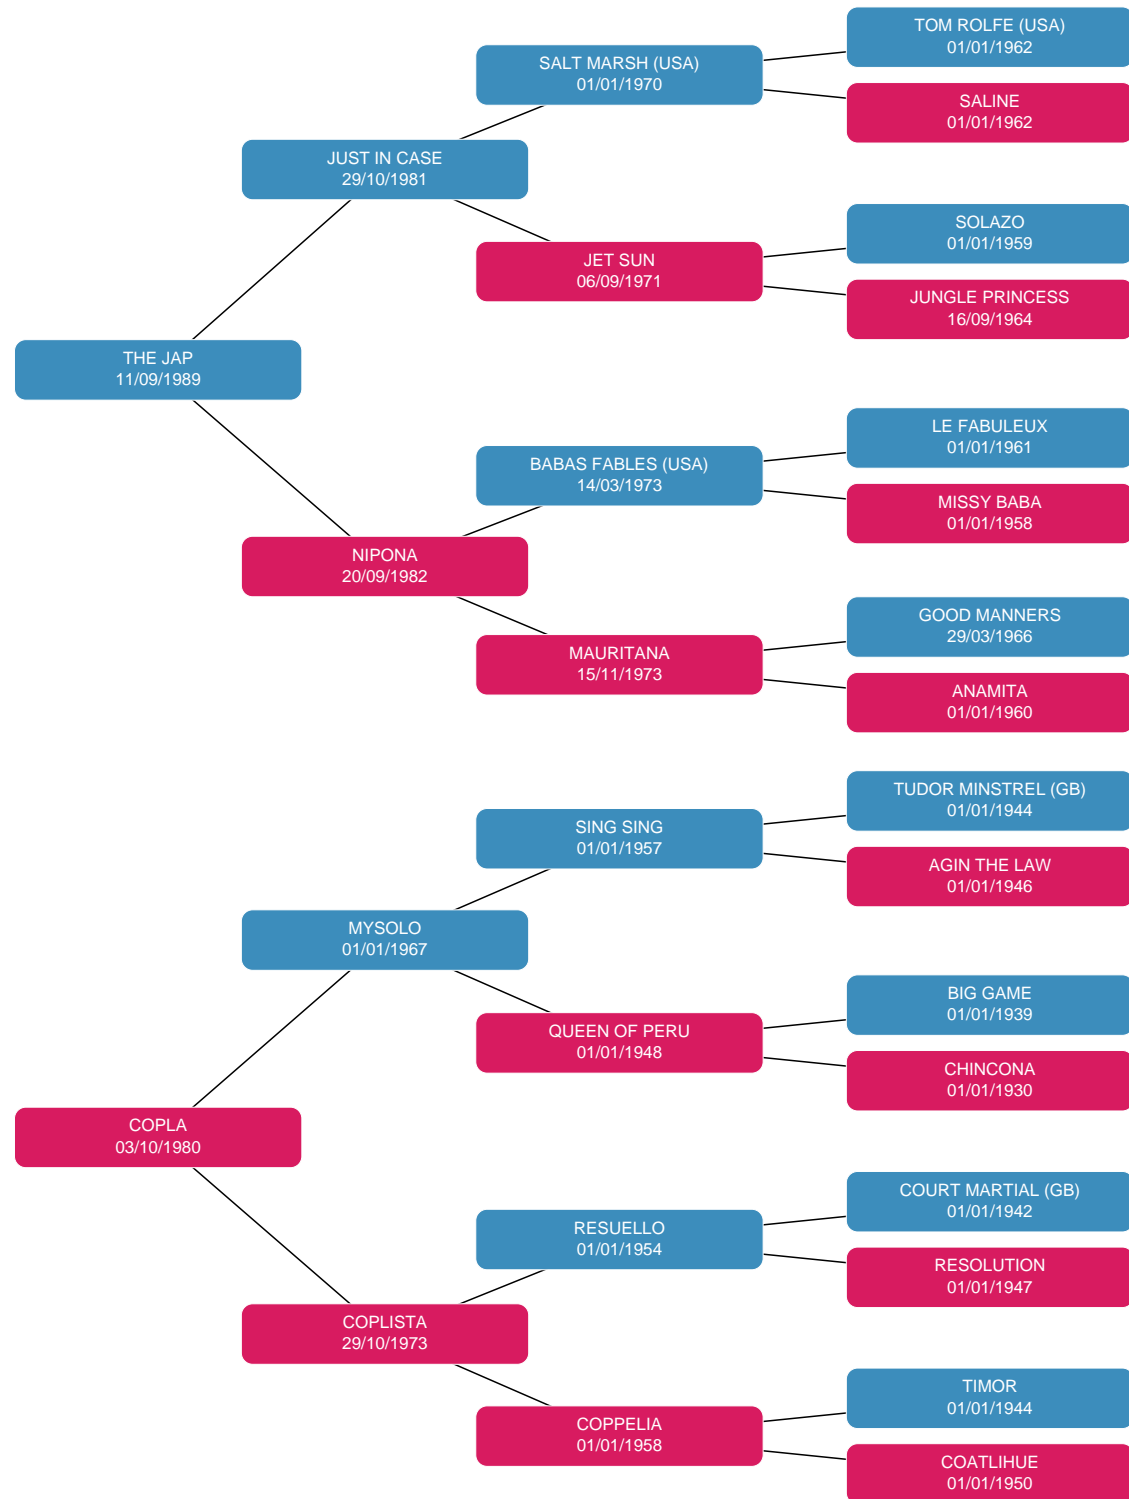 TOM ROLFE (USA)
01/01/1962
SALT MARSH (USA)
01/01/1970
SALINE
01/01/1962
JUST IN CASE
29/10/1981
SOLAZO
01/01/1959
JET SUN
06/09/1971
JUNGLE PRINCESS
16/09/1964
THE JAP
11/09/1989
LE FABULEUX
01/01/1961
BABAS FABLES (USA)
14/03/1973
MISSY BABA
01/01/1958
NIPONA
20/09/1982
GOOD MANNERS
29/03/1966
MAURITANA
15/11/1973
ANAMITA
01/01/1960
TUDOR MINSTREL (GB)
01/01/1944
SING SING
01/01/1957
AGIN THE LAW
01/01/1946
MYSOLO
01/01/1967
BIG GAME
01/01/1939
QUEEN OF PERU
01/01/1948
CHINCONA
01/01/1930
COPLA
03/10/1980
COURT MARTIAL (GB)
01/01/1942
RESUELLO
01/01/1954
RESOLUTION
01/01/1947
COPLISTA
29/10/1973
TIMOR
01/01/1944
COPPELIA
01/01/1958
COATLIHUE
01/01/1950